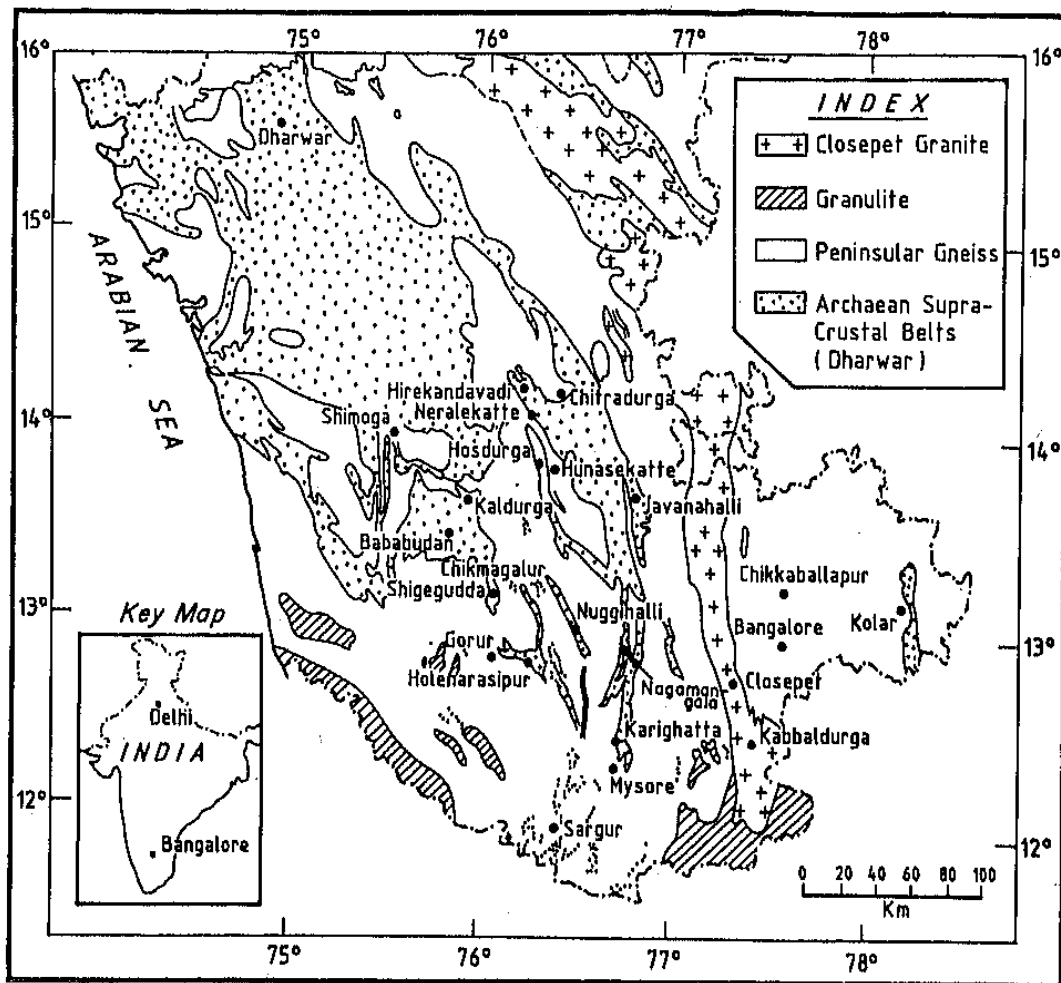 75°
76°
77°
78°
16°
16°
INDEX
Closepet Granite
Granulite
Peninsular Gneiss
Archaean Supra-
Crustal Belts
(Dharwar)
Dharwar
15°
15°
ARABIAN
SEA
Hirekandavadi
Chitradurga
Neralekatte
14°
14°
Shimoga
Hosdurga
Hunasekatte
Kaldurga
Javanahalli
Bababudan
Chikmagalur
Chikkaballapur
Shigegudda
13°
13°
Nuggihalli
Bangalore
Kolar
Gorur
Holenarasipur
Nagaman
gala
Closepet
Karighatta
Kabbaldurga
Mysore
12°
12°
Sargur
Key Map
Delhi
INDIA
Bangalore
0 20 40 60 80 100
Km
75°
76°
77°
78°